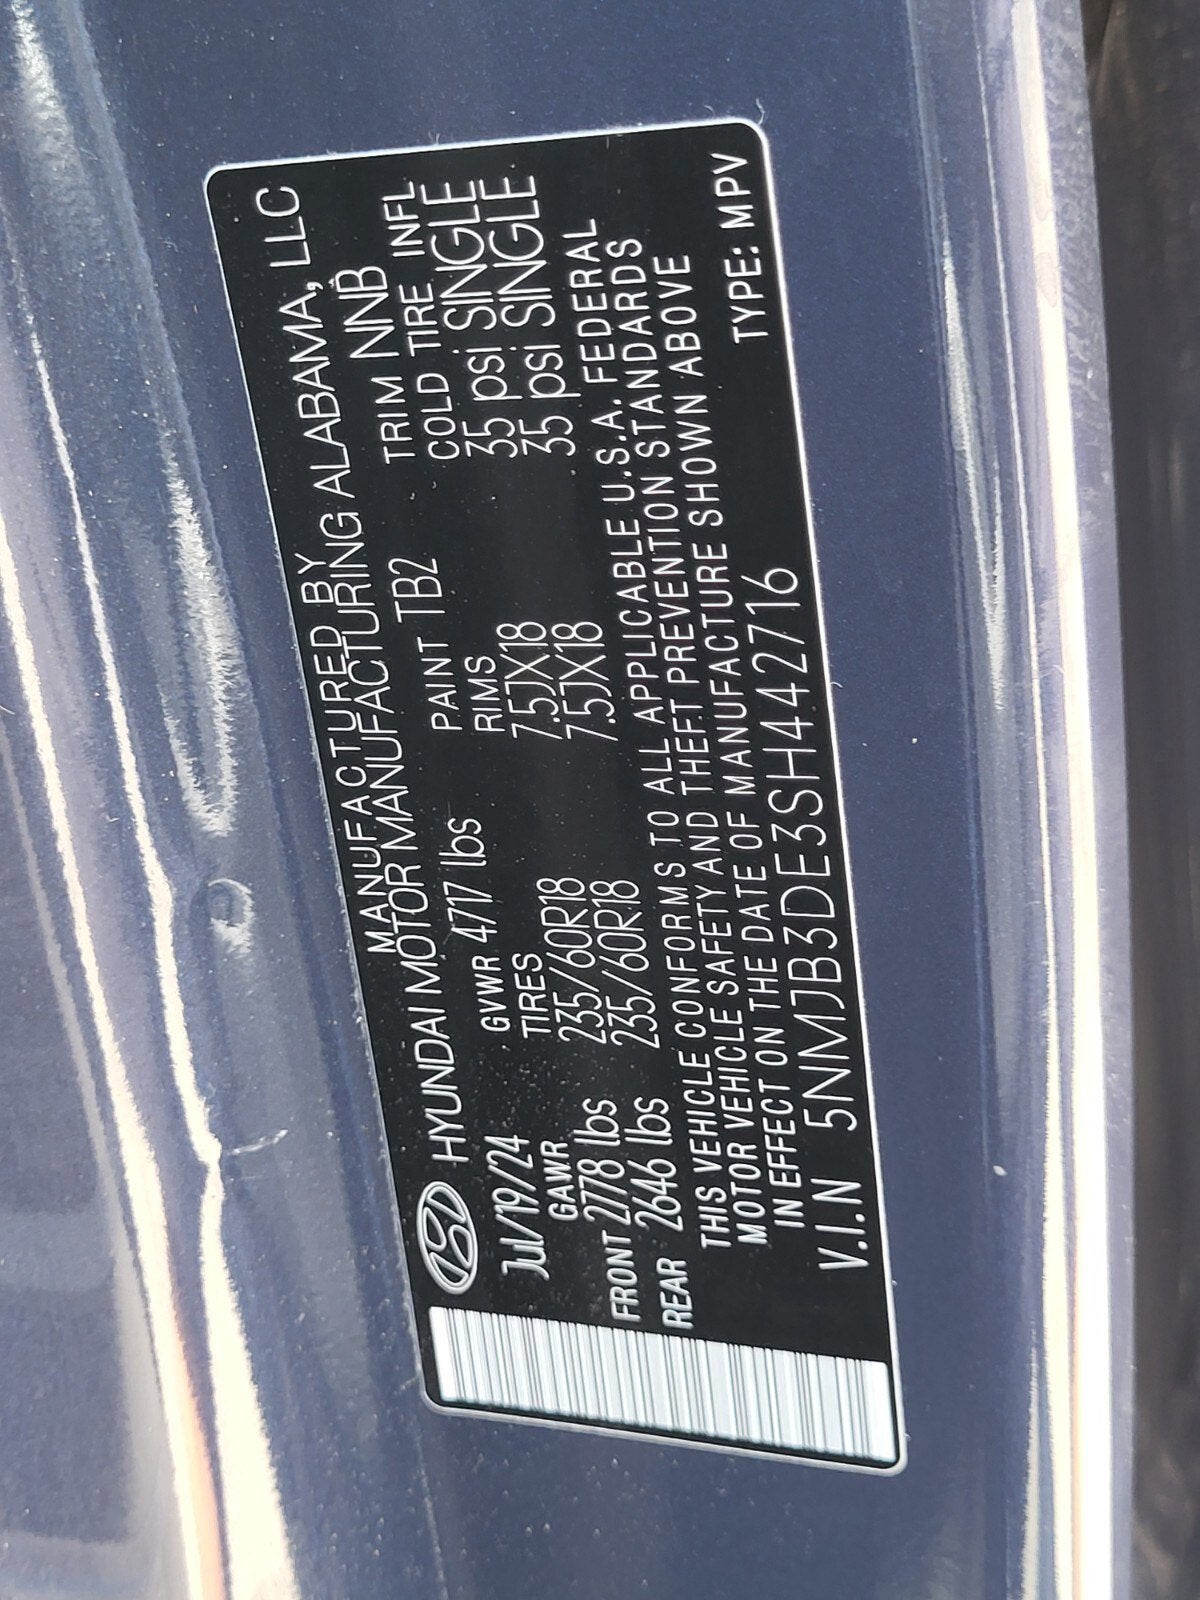 MANUFACTURED BY
HYUNDAI MOTOR MANUFACTURING ALABAMA, LLC
Jul/19/24 GVWR 4717 lbs PAINT TB2 TRIM NNB
GAWR TIRES RIMS COLD TIRE INFL
FRONT 2778 lbs 235/60R18 7.5JX18 35 psi SINGLE
REAR 2646 lbs 235/60R18 7.5JX18 35 psi SINGLE
THIS VEHICLE CONFORMS TO ALL APPLICABLE U.S.A. FEDERAL
MOTOR VEHICLE SAFETY AND THEFT PREVENTION STANDARDS
IN EFFECT ON THE DATE OF MANUFACTURE SHOWN ABOVE
V.I.N 5NMJB3DE3SH442716 TYPE: MPV